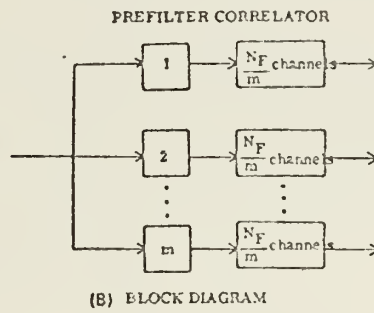 PREFILTER CORRELATOR
1 N_F/m channels
2 N_F/m channels
m N_F/m channels
(B) BLOCK DIAGRAM